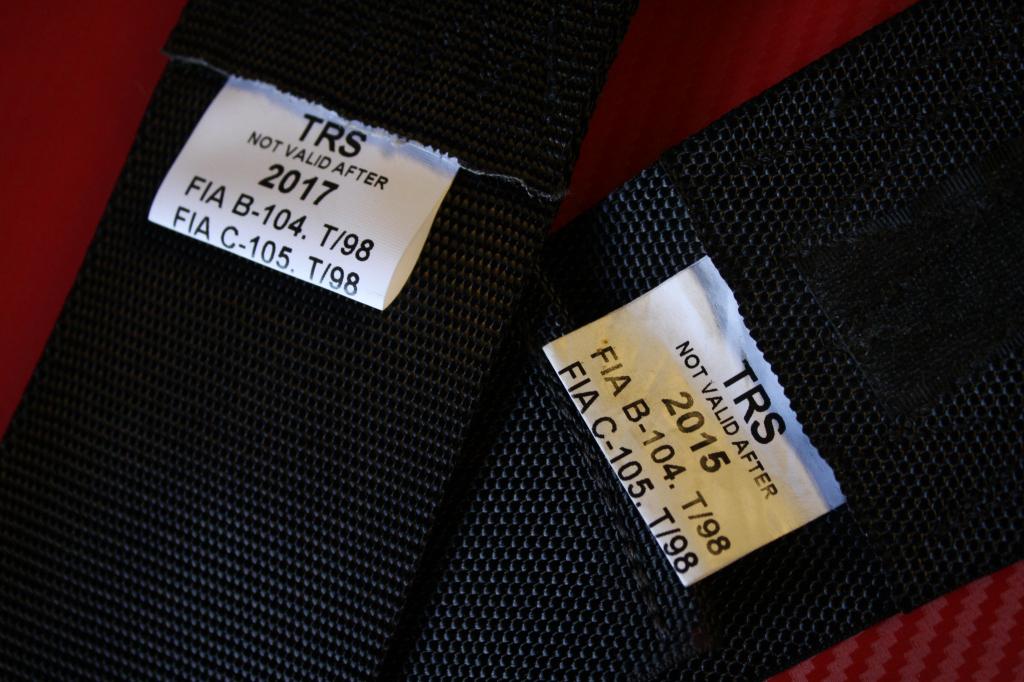 TRS
NOT VALID AFTER
2017
FIA B-104. T/98
FIA C-105. T/98
TRS
NOT VALID AFTER
2015
FIA B-104. T/98
FIA C-105. T/98